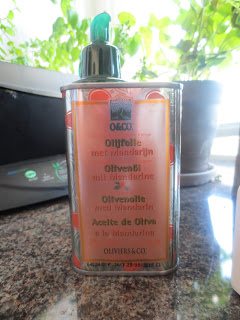 O&CO.
Olijfolie
met mandarijn
Olivenöl
mit Mandarine
Olivenolie
med mandarin
Aceite de Oliva
a la mandarina
OLIVIERS&CO.